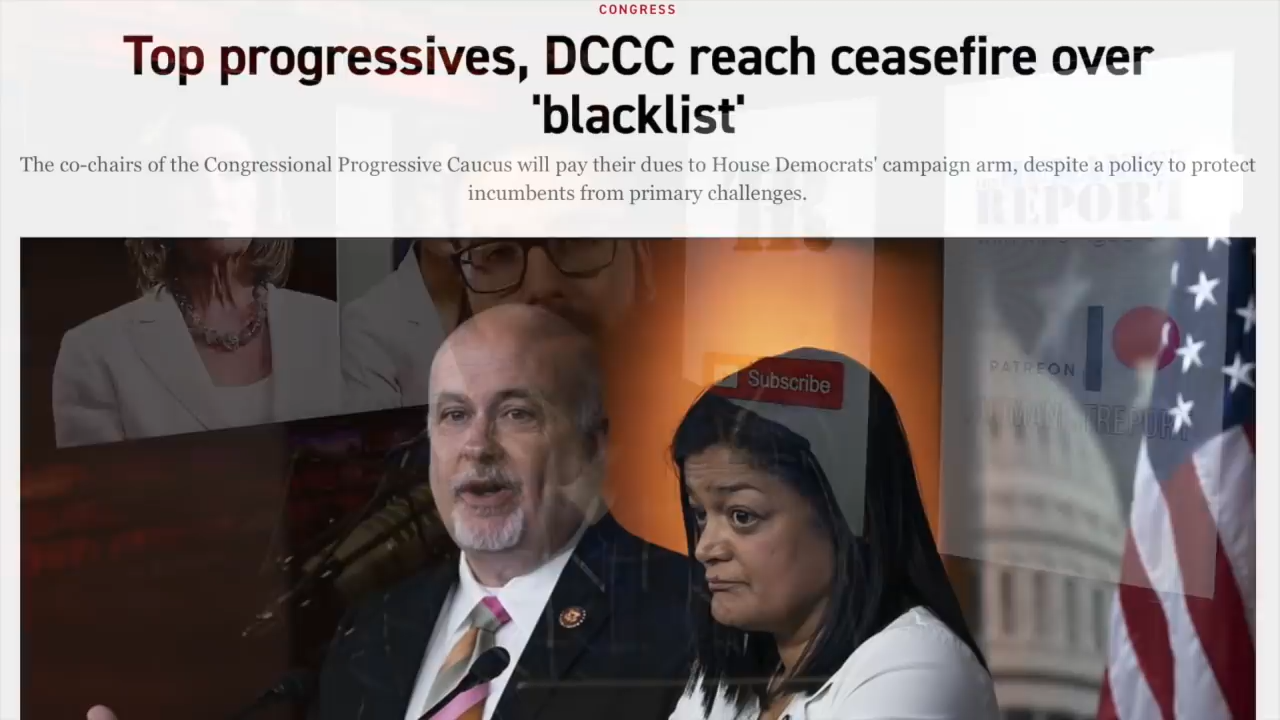 CONGRESS
Top progressives, DCCC reach ceasefire over
'blacklist'
The co-chairs of the Congressional Progressive Caucus will pay their dues to House Democrats' campaign arm, despite a policy to protect
incumbents from primary challenges.
REPORT
Subscribe
PATREON